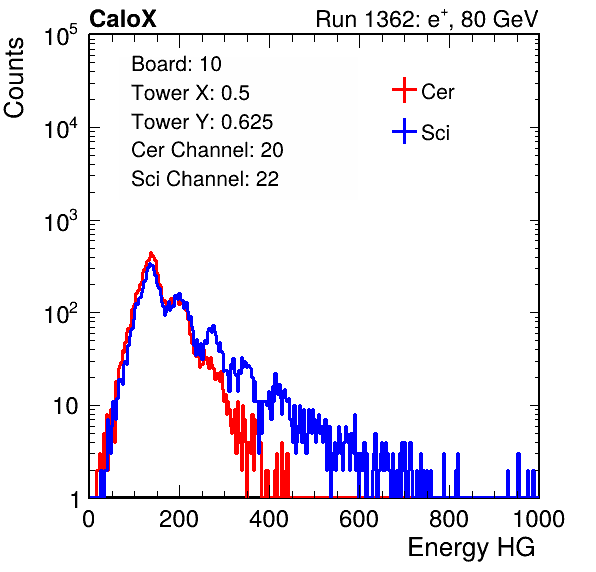 CaloX Run 1362: e⁺, 80 GeV
Counts
Board: 10
Tower X: 0.5
Tower Y: 0.625
Cer Channel: 20
Sci Channel: 22
Cer
Sci
10⁵
10⁴
10³
10²
10
1
0 200 400 600 800 1000
Energy HG